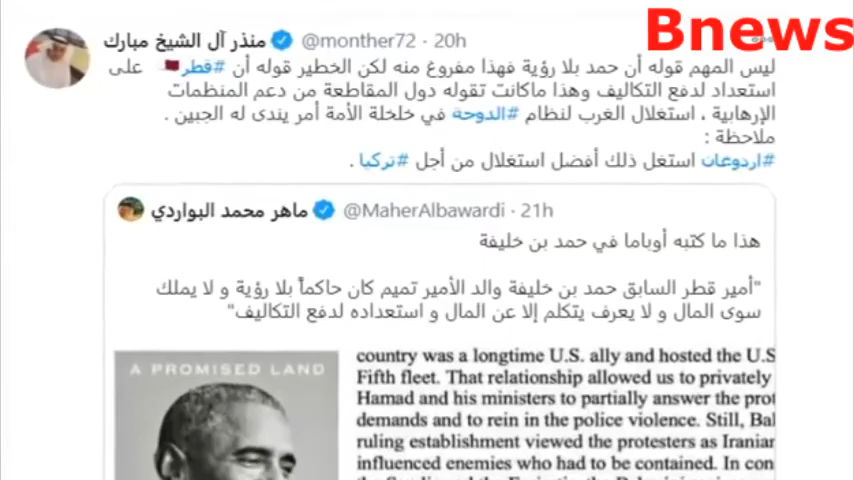 Bnews
منذر آل الشيخ مبارك @monther72 · 20h
ليس المهم قوله أن حمد بلا رؤية فهذا مفروغ منه لكن الخطير قوله أن #قطر على
استعداد لدفع التكاليف وهذا ماكانت تقوله دول المقاطعة من دعم المنظمات
الإرهابية ، استغلال الغرب لنظام #الدوحة في خلخلة الأمة أمر يندى له الجبين .
ملاحظة :
#اردوغان استغل ذلك أفضل استغلال من أجل #تركيا .
ماهر محمد البواردي @MaherAlbawardi · 21h
هذا ما كتبه أوباما في حمد بن خليفة
"أمير قطر السابق حمد بن خليفة والد الأمير تميم كان حاكماً بلا رؤية و لا يملك
سوى المال و لا يعرف يتكلم إلا عن المال و استعداده لدفع التكاليف"
A PROMISED LAND
country was a longtime U.S. ally and hosted the U.S
Fifth fleet. That relationship allowed us to privately
Hamad and his ministers to partially answer the prot
demands and to rein in the police violence. Still, Bal
ruling establishment viewed the protesters as Iranian
influenced enemies who had to be contained. In con